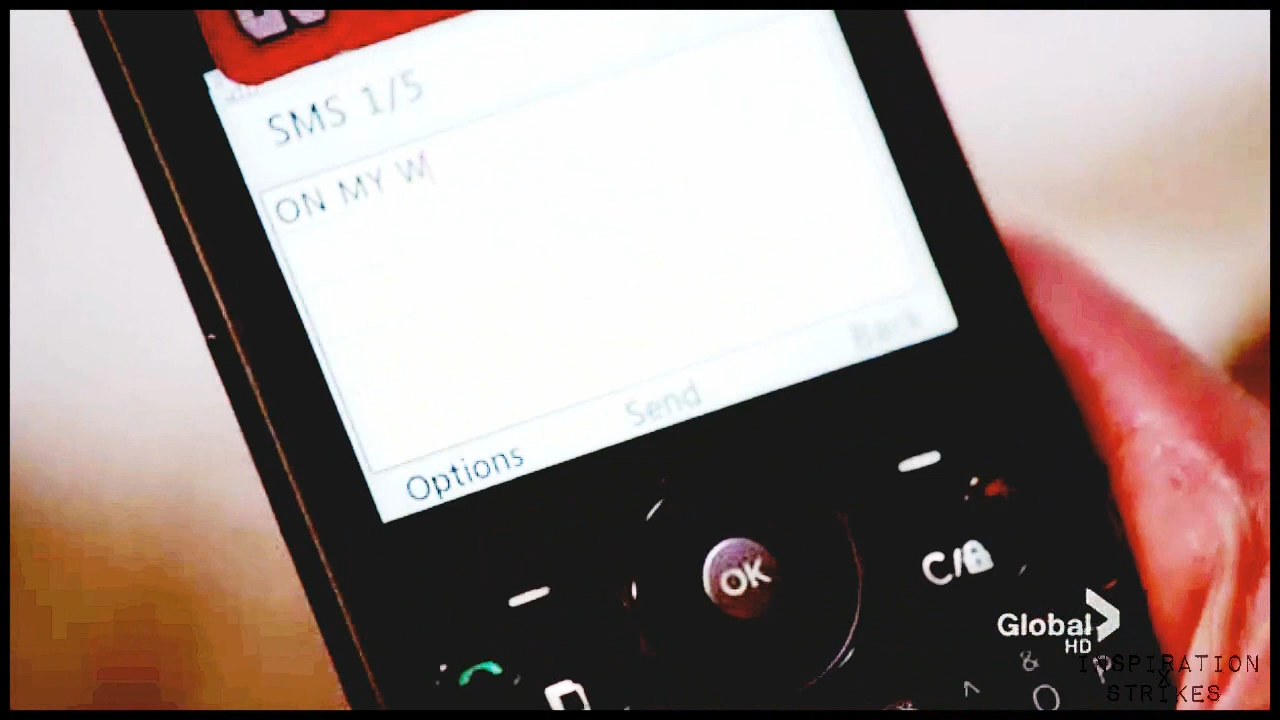 SMS 1/5
ON MY W
Options
Send
Back
OK
C/
Global
HD
&
P
O
INSPIRATION
X
STRIKES